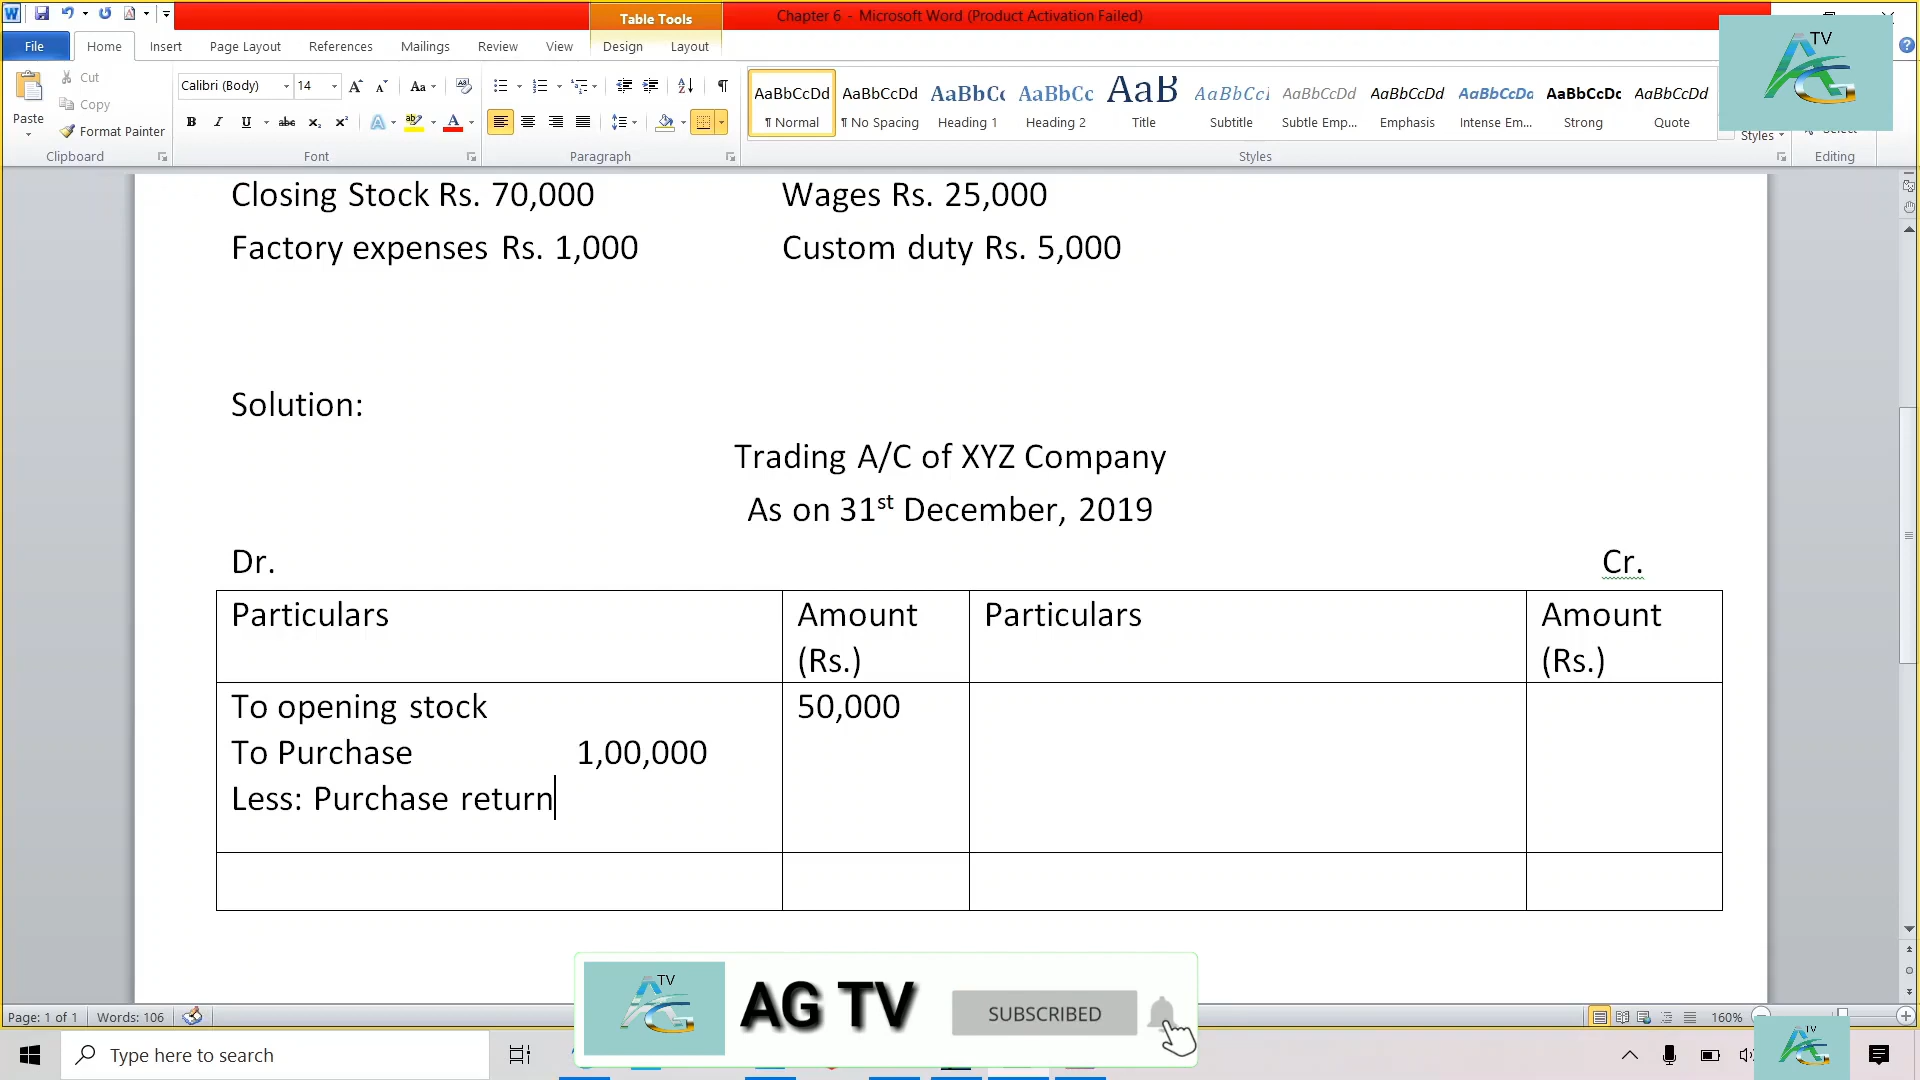 Chapter 6 - Microsoft Word (Product Activation Failed)
Table Tools
File Home Insert Page Layout References Mailings Review View Design Layout
Cut
Copy
Paste
Format Painter
Clipboard
Calibri (Body) 14
Font
Paragraph
AaBbCcDd AaBbCcDd AaBbCc AaBbCc AaB AaBbCcI AaBbCcDd AaBbCcDd AaBbCcDd AaBbCcDc AaBbCcDd
¶ Normal ¶ No Spacing Heading 1 Heading 2 Title Subtitle Subtle Emp... Emphasis Intense Em... Strong Quote
Styles
Styles
Select
Editing
TV
Closing Stock Rs. 70,000 Wages Rs. 25,000
Factory expenses Rs. 1,000 Custom duty Rs. 5,000
Solution:
Trading A/C of XYZ Company
As on 31st December, 2019
Dr. Cr.
Particulars Amount (Rs.) Particulars Amount (Rs.)
To opening stock 50,000
To Purchase 1,00,000
Less: Purchase return
TV
AG TV
SUBSCRIBED
Page: 1 of 1 Words: 106 160%
Type here to search
TV